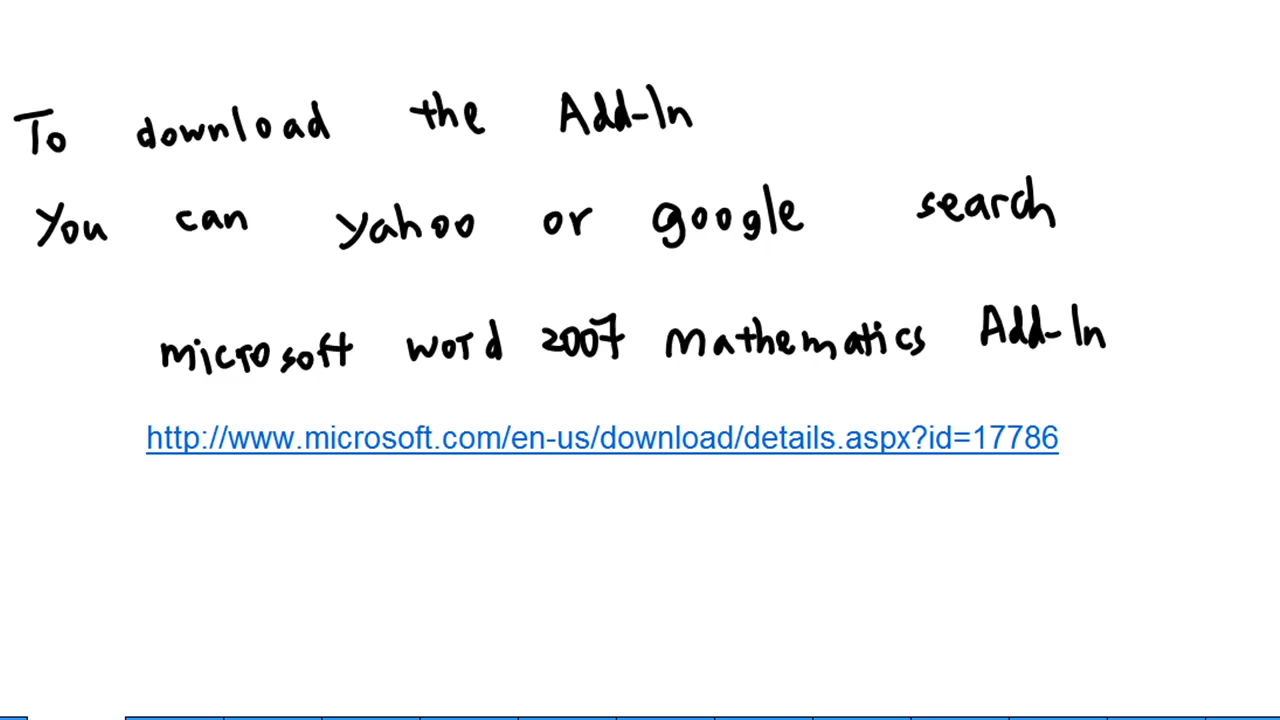 To download the Add-In
You can yahoo or google search
microsoft word 2007 mathematics Add-In
http://www.microsoft.com/en-us/download/details.aspx?id=17786